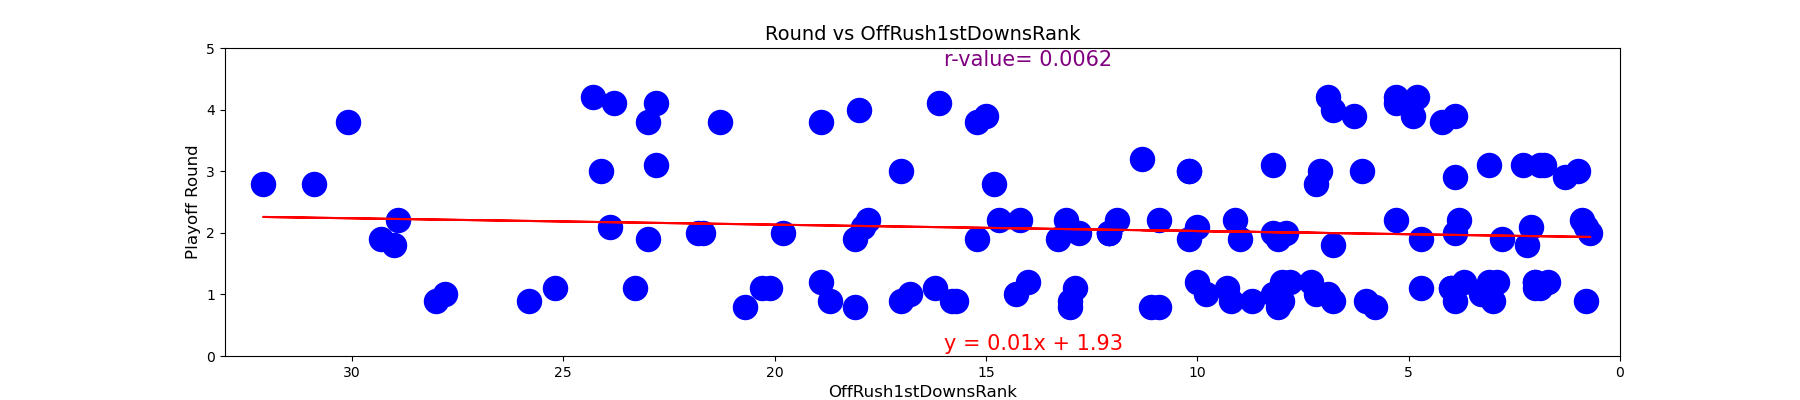 Round vs OffRush1stDownsRank
r-value= 0.0062
5
4
3
2
1
0
Playoff Round
y = 0.01x + 1.93
30 25 20 15 10 5 0
OffRush1stDownsRank